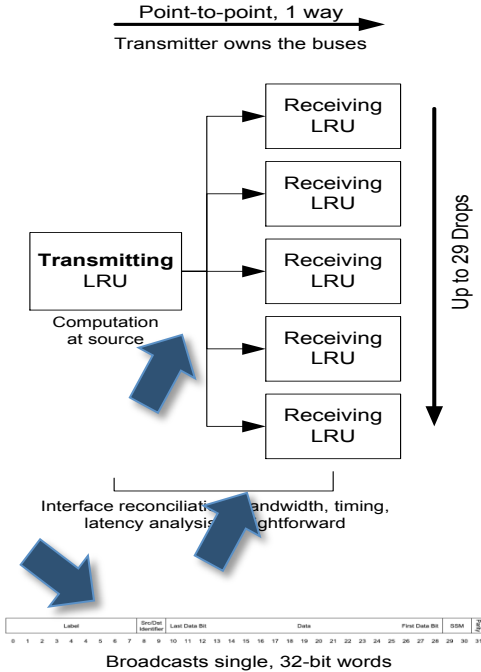 Point-to-point, 1 way
Transmitter owns the buses
Receiving
LRU
Receiving
LRU
Transmitting
LRU
Receiving
LRU
Computation
at source
Receiving
LRU
Receiving
LRU
Up to 29 Drops
Interface bandwidth, timing,
latency analysis
Label Src/Dst Identifier Last Data Bit Data First Data Bit SSM Parity
0 1 2 3 4 5 6 7 8 9 10 11 12 13 14 15 16 17 18 19 20 21 22 23 24 25 26 27 28 29 30 31
Broadcasts single, 32-bit words